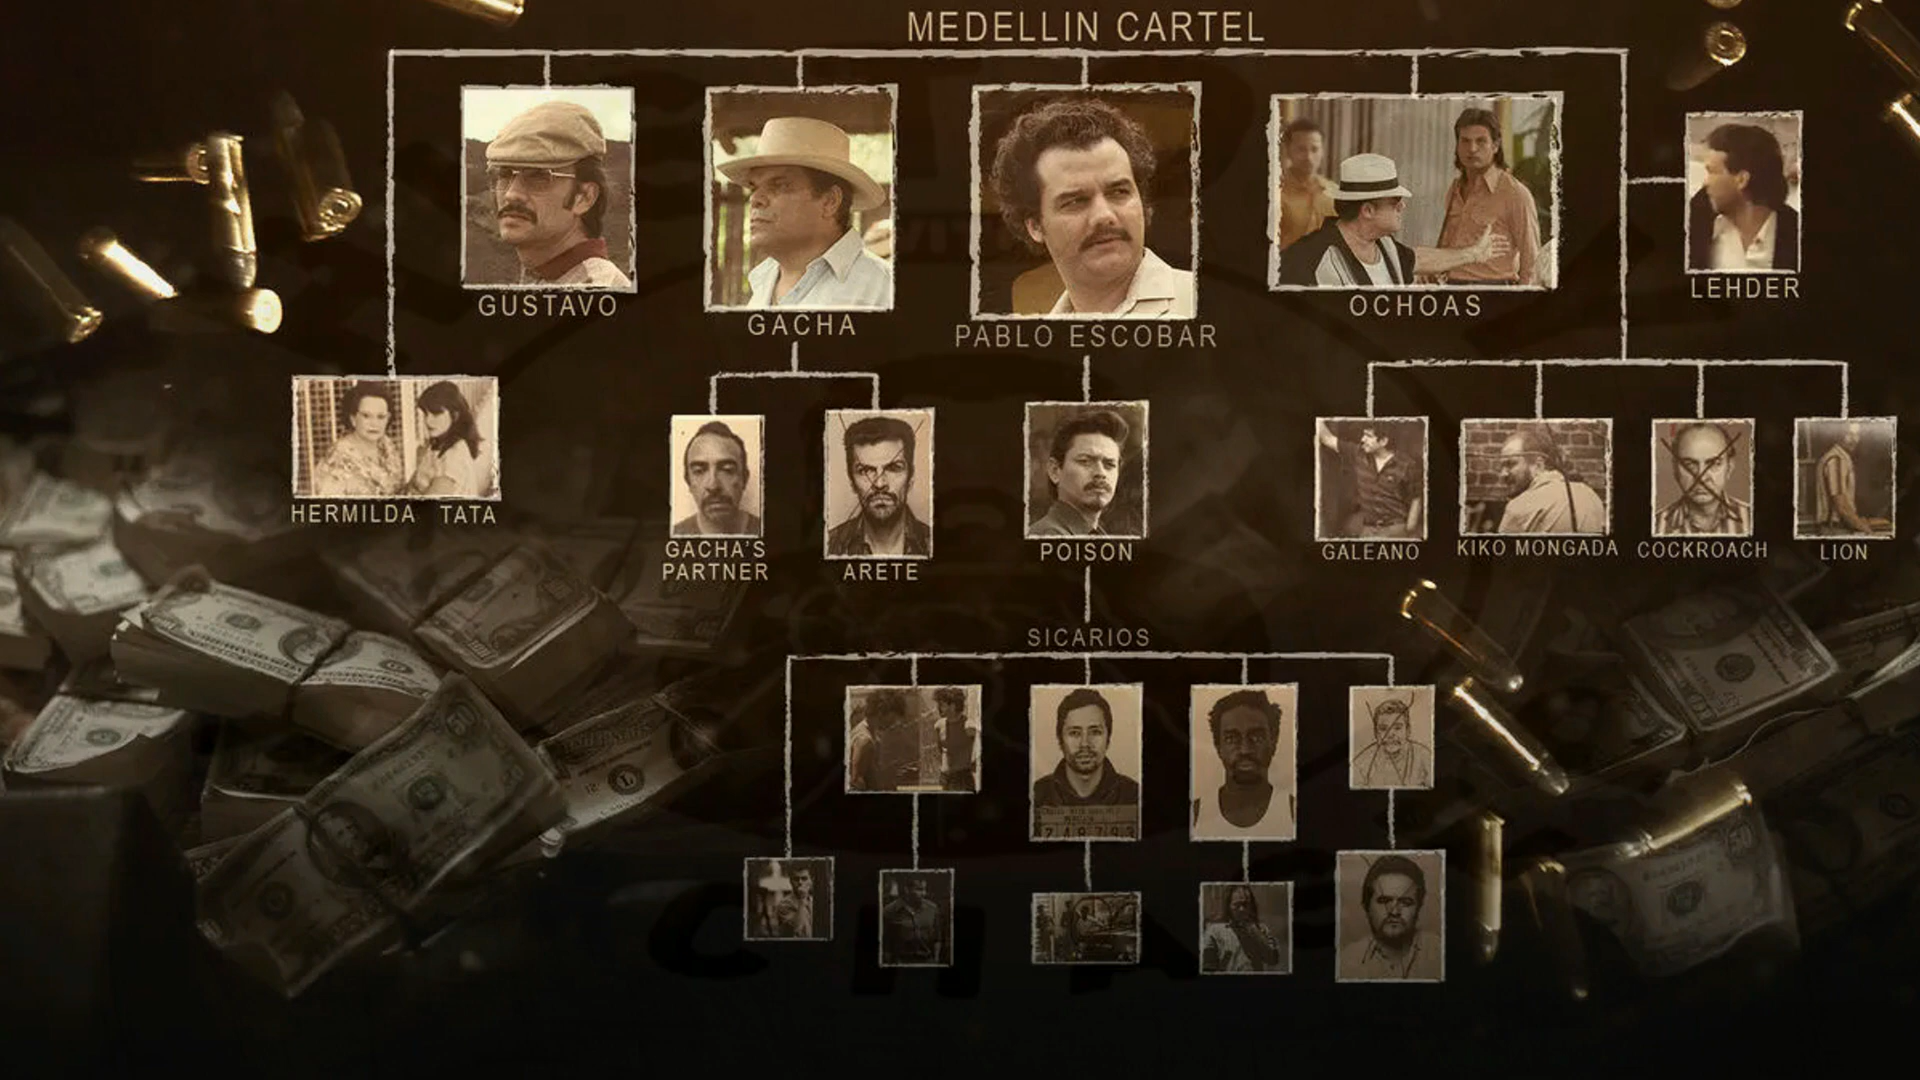 MEDELLIN CARTEL
GUSTAVO
GACHA
PABLO ESCOBAR
OCHOAS
LEHDER
HERMILDA TATA
GACHA'S
PARTNER
ARETE
POISON
GALEANO
KIKO MONGADA
COCKROACH
LION
SICARIOS